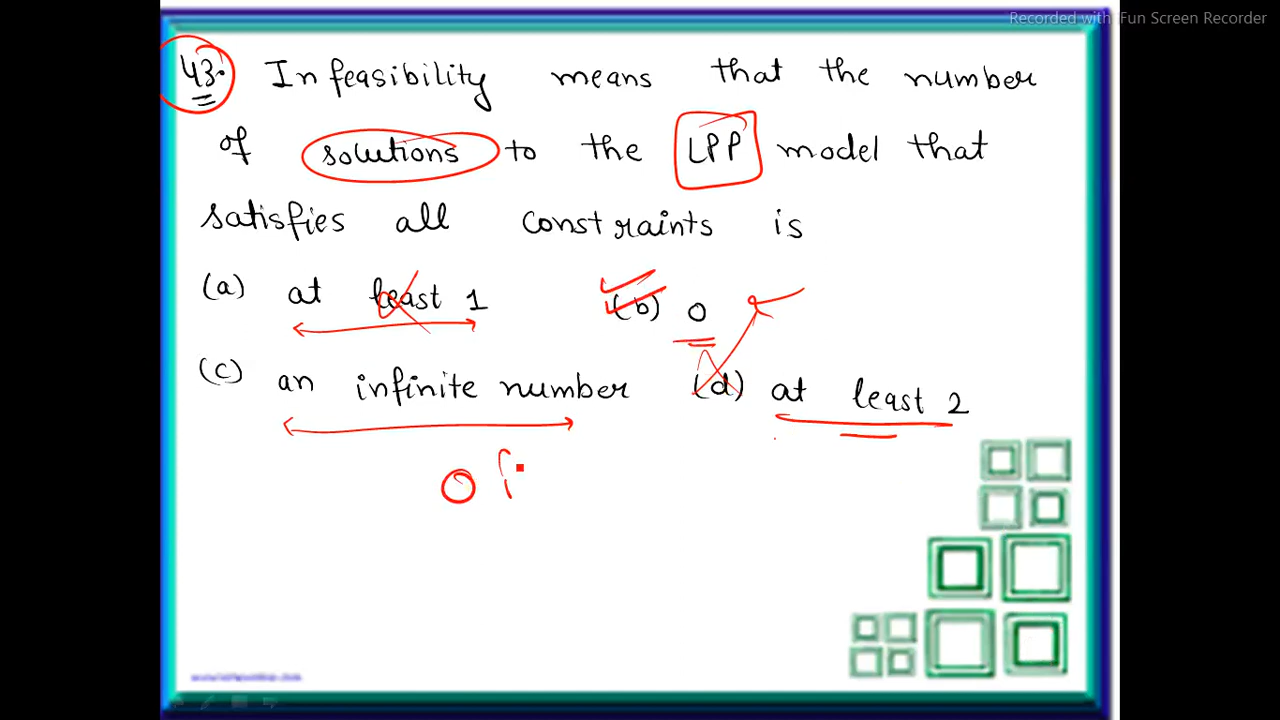 Recorded with Fun Screen Recorder
43. Infeasibility means that the number
of solutions to the LPP model that
satisfies all constraints is
(a) at least 1 (b) 0
(c) an infinite number (d) at least 2
0